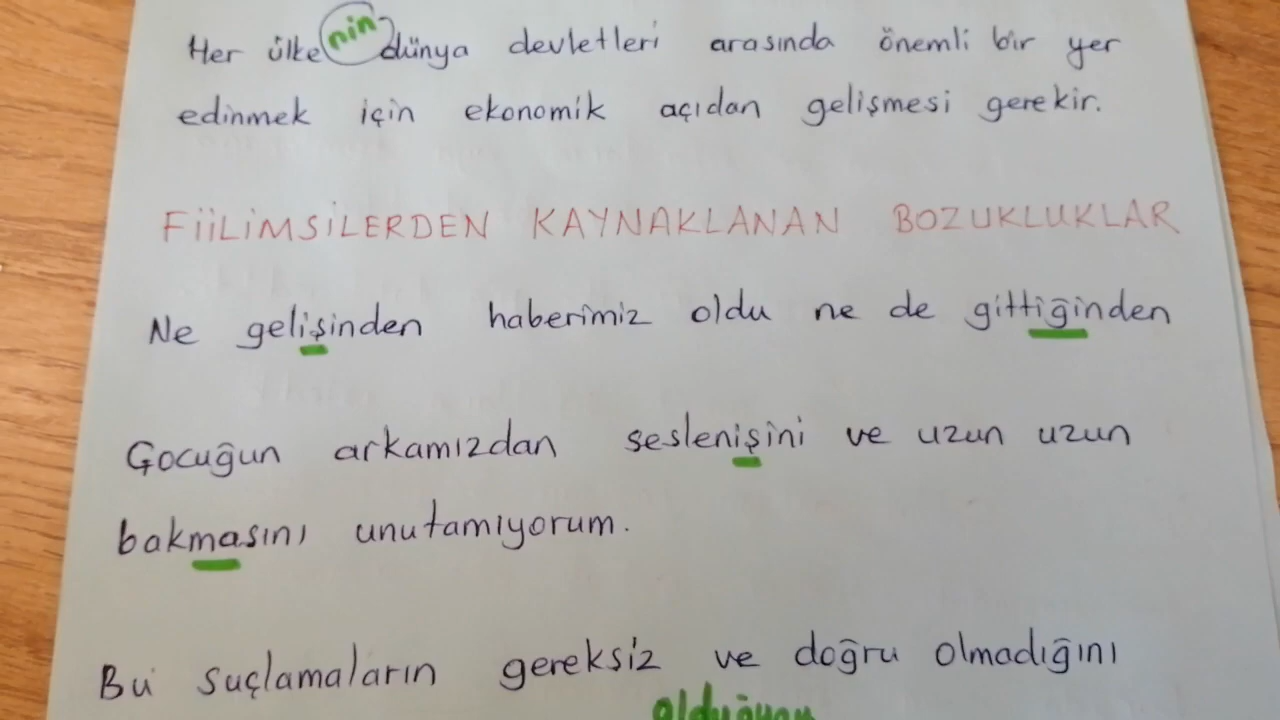 Her ülkenin dünya devletleri arasında önemli bir yer
edinmek için ekonomik açıdan gelişmesi gerekir.
FİİLİMSİLERDEN KAYNAKLANAN BOZUKLUKLAR
Ne gelişinden haberimiz oldu ne de gittiğinden
Çocuğun arkamızdan seslenişini ve uzun uzun
bakmasını unutamıyorum.
Bu suçlamaların gereksiz ve doğru olmadığını